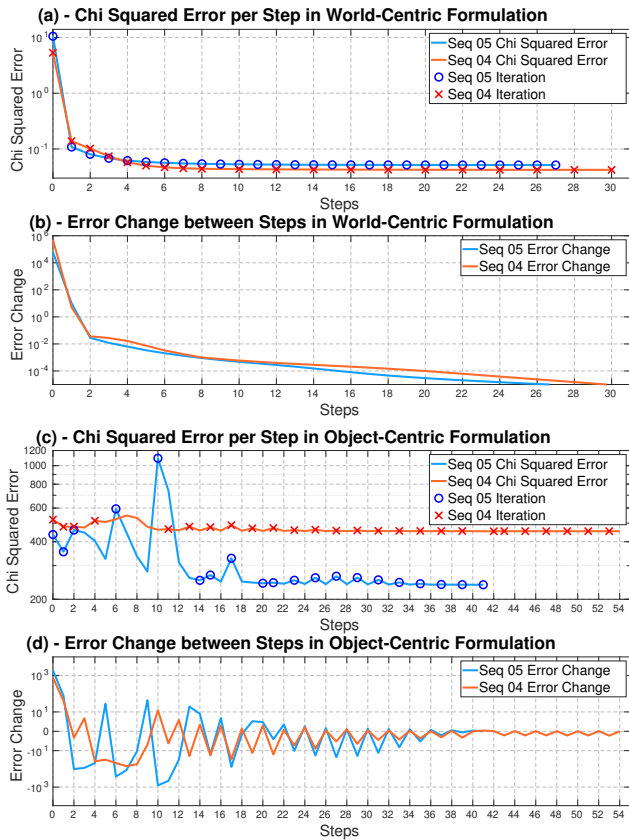 (a) - Chi Squared Error per Step in World-Centric Formulation
Chi Squared Error
10^1
10^0
10^-1
Seq 05 Chi Squared Error
Seq 04 Chi Squared Error
Seq 05 Iteration
Seq 04 Iteration
0 2 4 6 8 10 12 14 16 18 20 22 24 26 28 30
Steps
(b) - Error Change between Steps in World-Centric Formulation
Error Change
10^6
10^4
10^2
10^0
10^-2
10^-4
Seq 05 Error Change
Seq 04 Error Change
0 2 4 6 8 10 12 14 16 18 20 22 24 26 28 30
Steps
(c) - Chi Squared Error per Step in Object-Centric Formulation
Chi Squared Error
1200
1000
800
600
400
200
Seq 05 Chi Squared Error
Seq 04 Chi Squared Error
Seq 05 Iteration
Seq 04 Iteration
0 2 4 6 8 10 12 14 16 18 20 22 24 26 28 30 32 34 36 38 40 42 44 46 48 50 52 54
Steps
(d) - Error Change between Steps in Object-Centric Formulation
Error Change
10^3
10^1
-10^1
-10^3
Seq 05 Error Change
Seq 04 Error Change
0 2 4 6 8 10 12 14 16 18 20 22 24 26 28 30 32 34 36 38 40 42 44 46 48 50 52 54
Steps